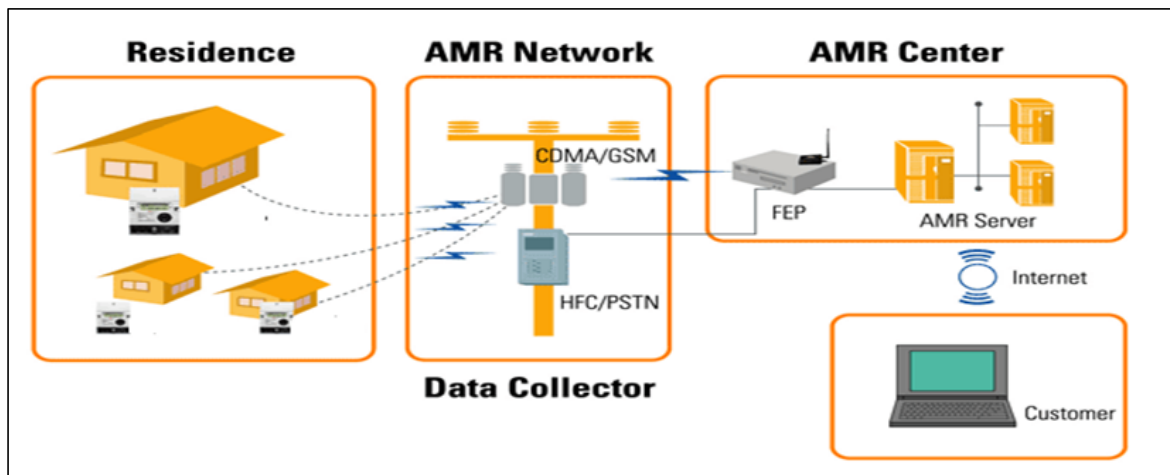 Residence
AMR Network
AMR Center
CDMA/GSM
FEP
AMR Server
HFC/PSTN
Internet
Data Collector
Customer